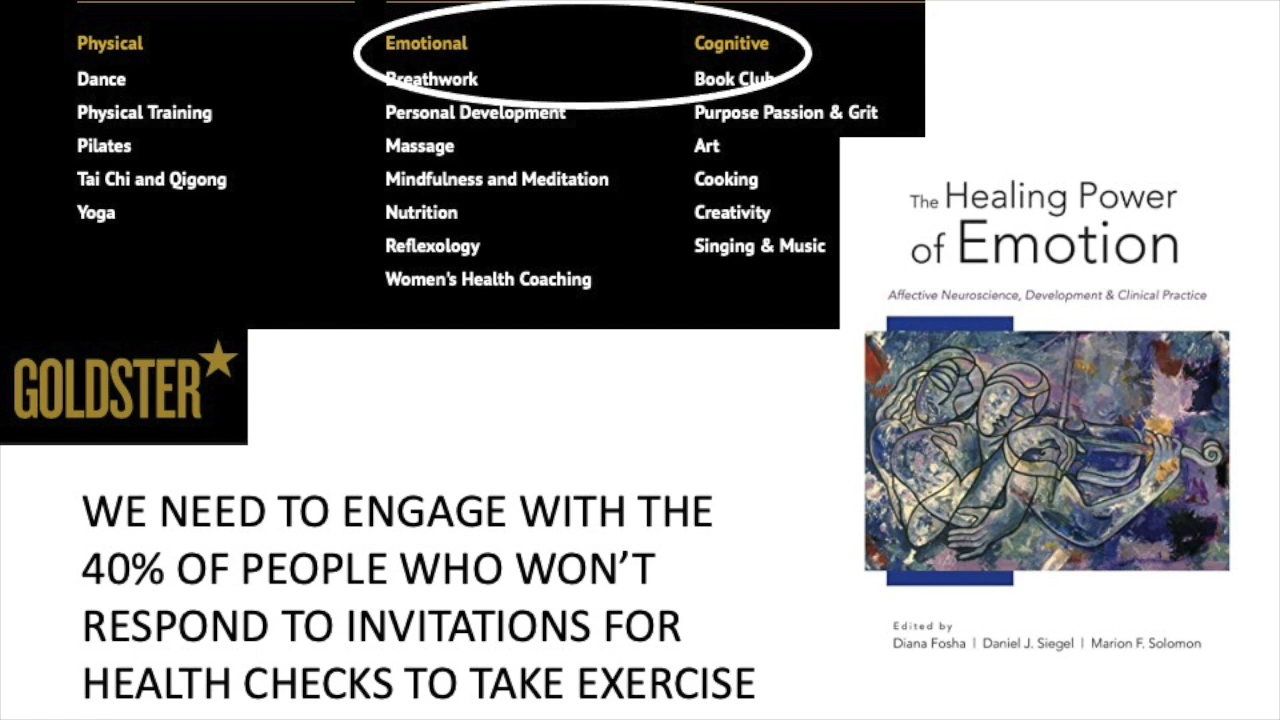 Physical
Dance
Physical Training
Pilates
Tai Chi and Qigong
Yoga
Emotional
Breathwork
Personal Development
Massage
Mindfulness and Meditation
Nutrition
Reflexology
Women's Health Coaching
Cognitive
Book Club
Purpose Passion & Grit
Art
Cooking
Creativity
Singing & Music
GOLDSTER
The Healing Power
of Emotion
Affective Neuroscience, Development & Clinical Practice
Edited by
Diana Fosha | Daniel J. Siegel | Marion F. Solomon
WE NEED TO ENGAGE WITH THE
40% OF PEOPLE WHO WON’T
RESPOND TO INVITATIONS FOR
HEALTH CHECKS TO TAKE EXERCISE